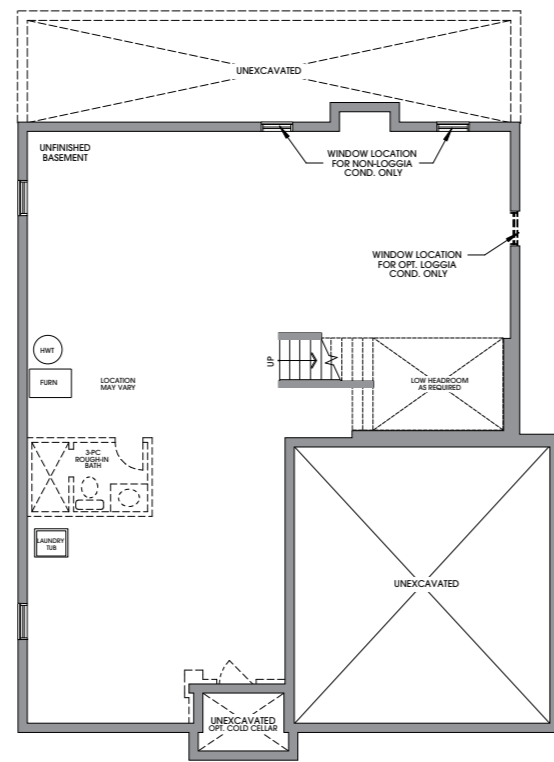 UNEXCAVATED
UNFINISHED
BASEMENT
WINDOW LOCATION
FOR NON-LOGGIA
COND. ONLY
WINDOW LOCATION
FOR OPT. LOGGIA
COND. ONLY
HWT
FURN
LOCATION
MAY VARY
UP
LOW HEADROOM
AS REQUIRED
3-PC
ROUGH-IN
BATH
LAUNDRY
TUB
UNEXCAVATED
UNEXCAVATED
OPT. COLD CELLAR